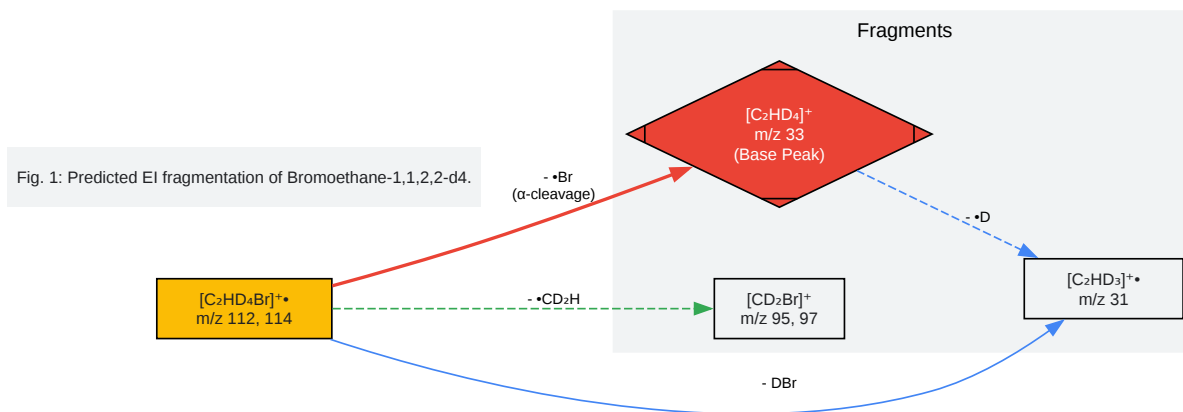 Fragments
[C₂HD₄]⁺
m/z 33
(Base Peak)
Fig. 1: Predicted EI fragmentation of Bromoethane-1,1,2,2-d4.
- •Br
(α-cleavage)
- •D
[C₂HD₄Br]⁺•
m/z 112, 114
- •CD₂H
[CD₂Br]⁺
m/z 95, 97
[C₂HD₃]⁺•
m/z 31
- DBr